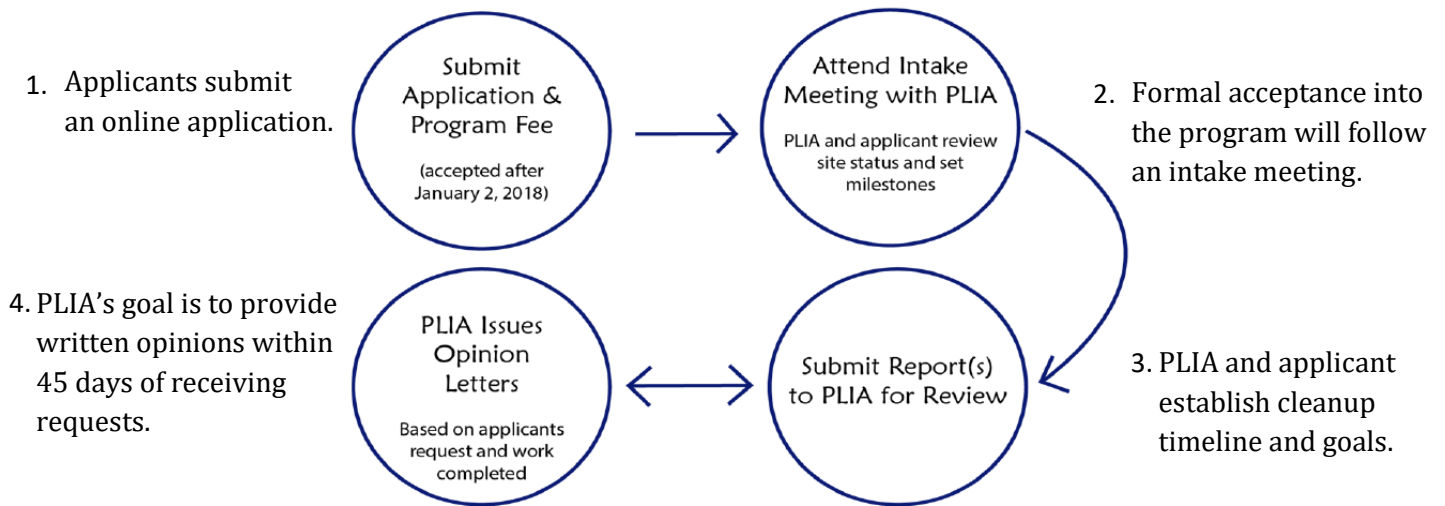 1. Applicants submit
an online application.
Submit
Application &
Program Fee
(accepted after
January 2, 2018)
Attend Intake
Meeting with PLIA
PLIA and applicant review
site status and set
milestones
2. Formal acceptance into
the program will follow
an intake meeting.
4. PLIA’s goal is to provide
written opinions within
45 days of receiving
requests.
PLIA Issues
Opinion
Letters
Based on applicants
request and work
completed
Submit Report(s)
to PLIA for Review
3. PLIA and applicant
establish cleanup
timeline and goals.